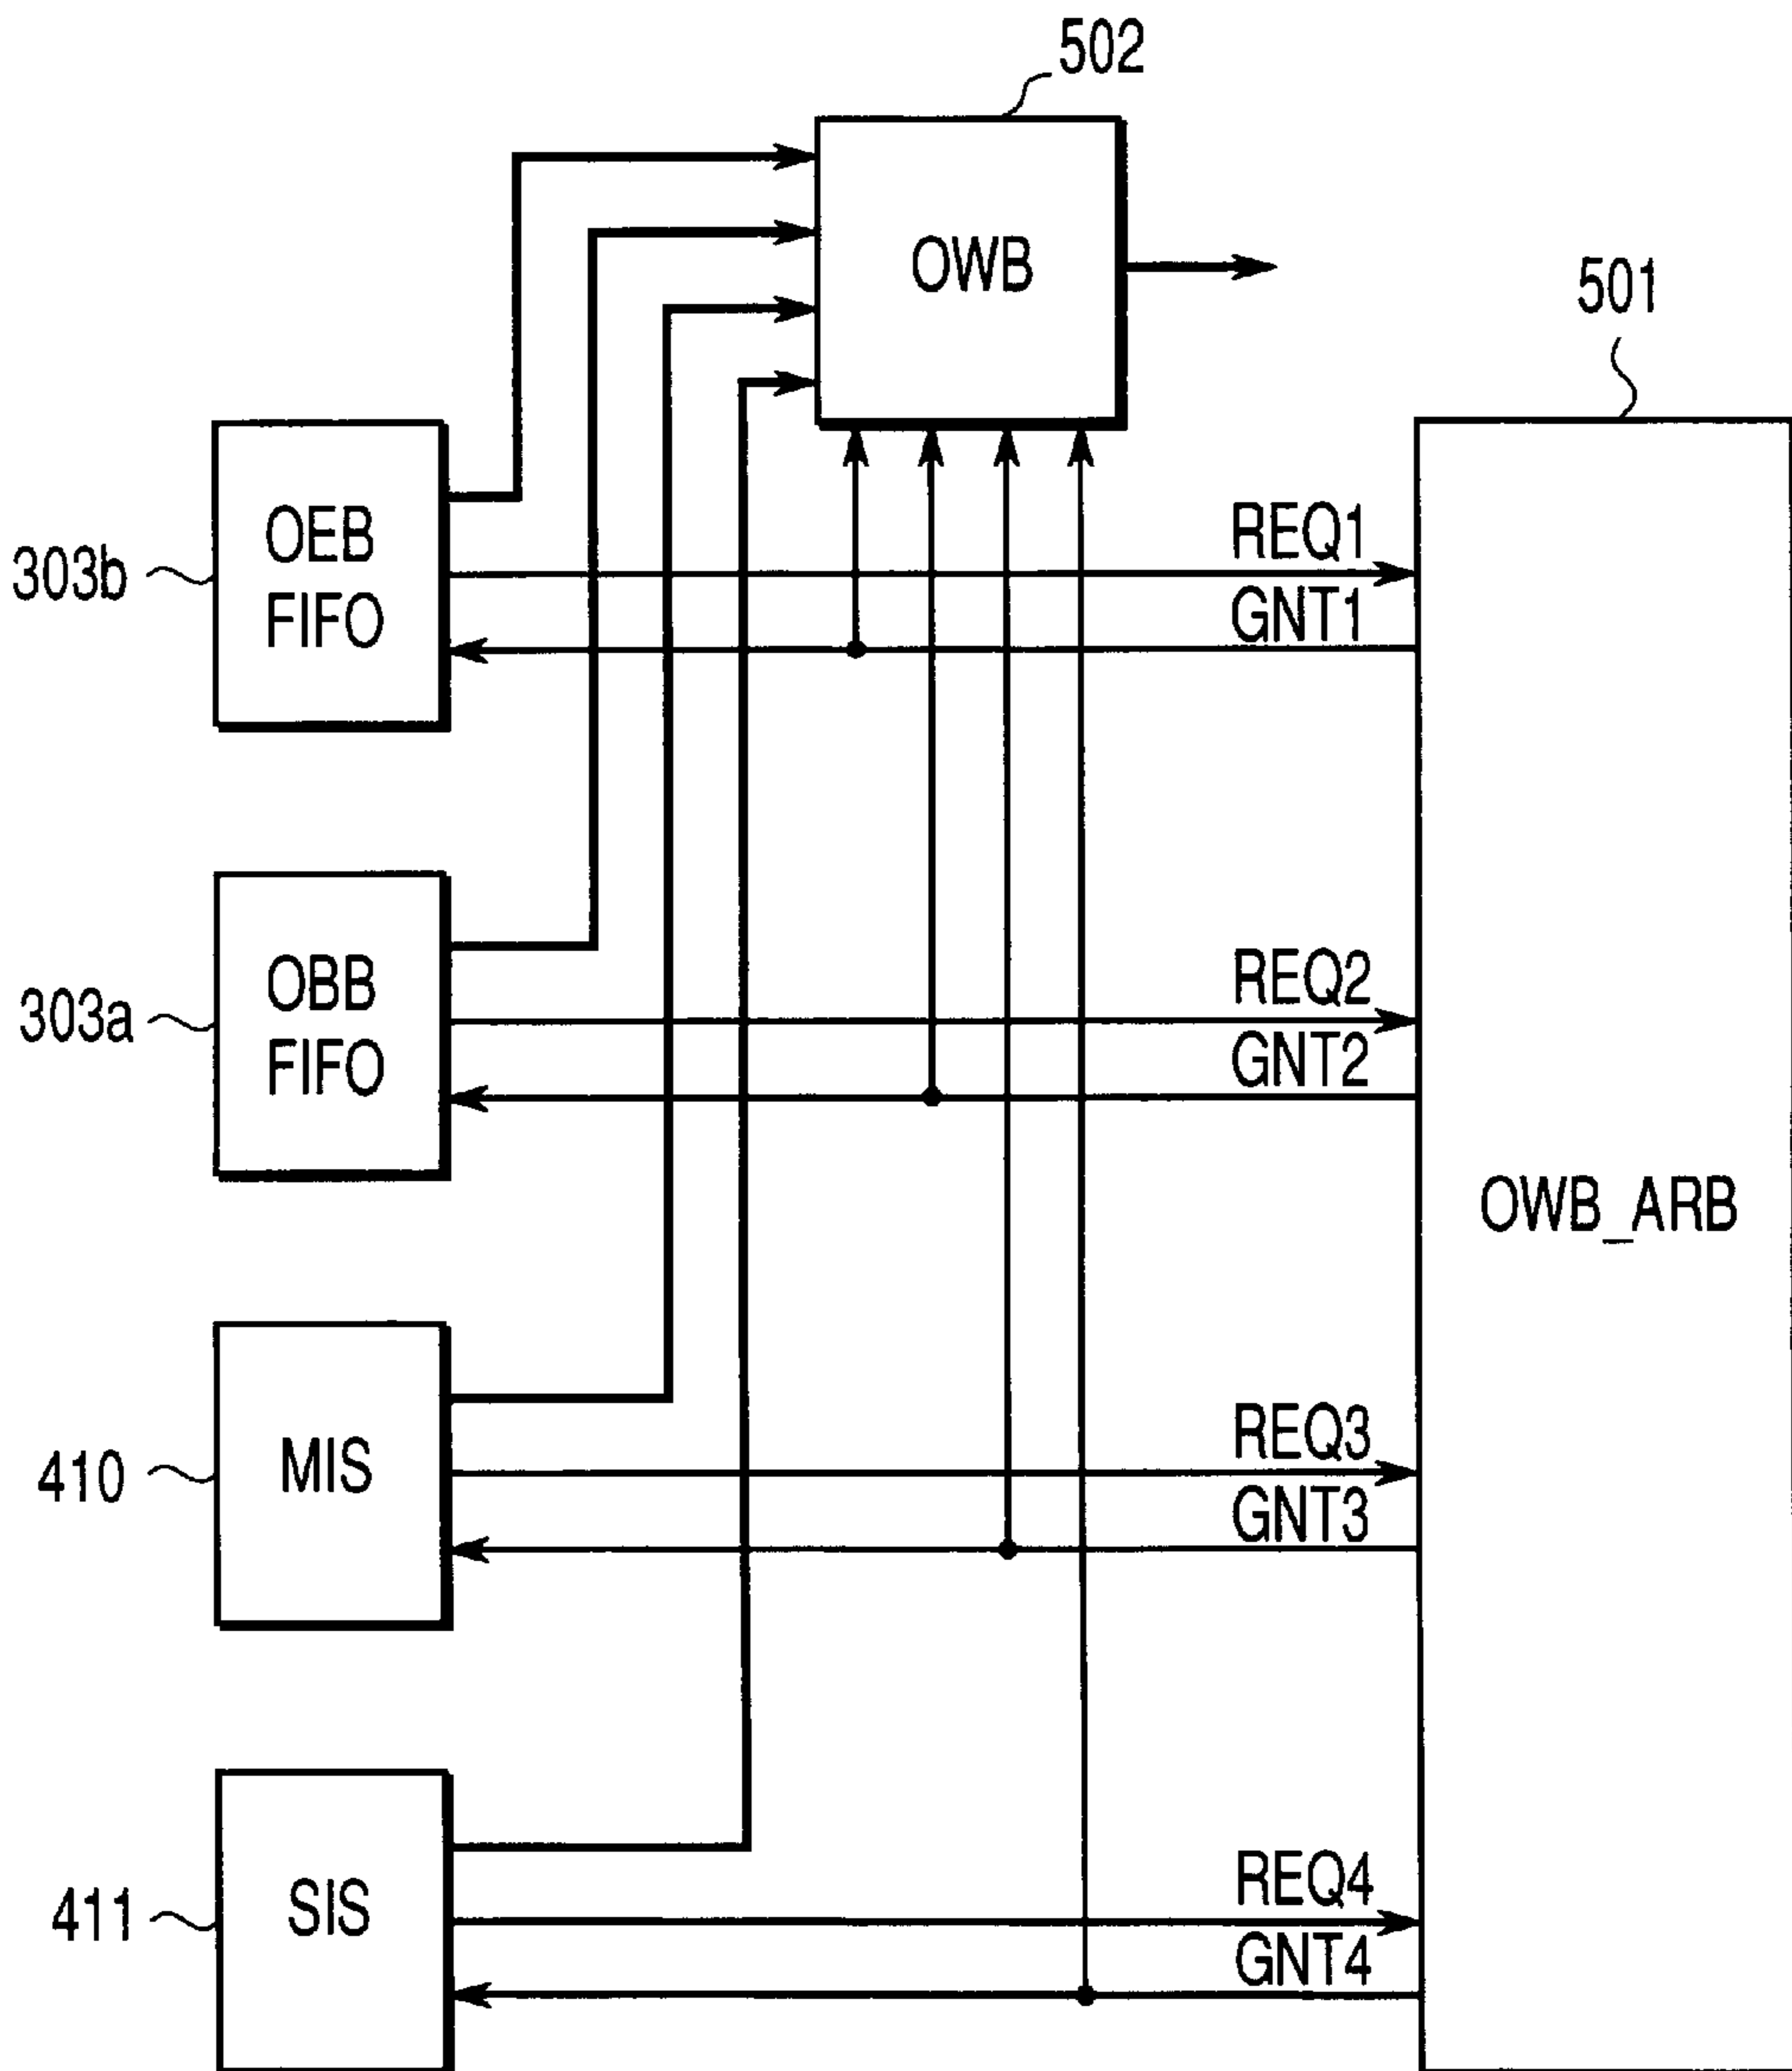 502
OWB
501
OEB
FIFO
303b
REQ1
GNT1
OBB
FIFO
303a
REQ2
GNT2
OWB_ARB
MIS
410
REQ3
GNT3
SIS
411
REQ4
GNT4